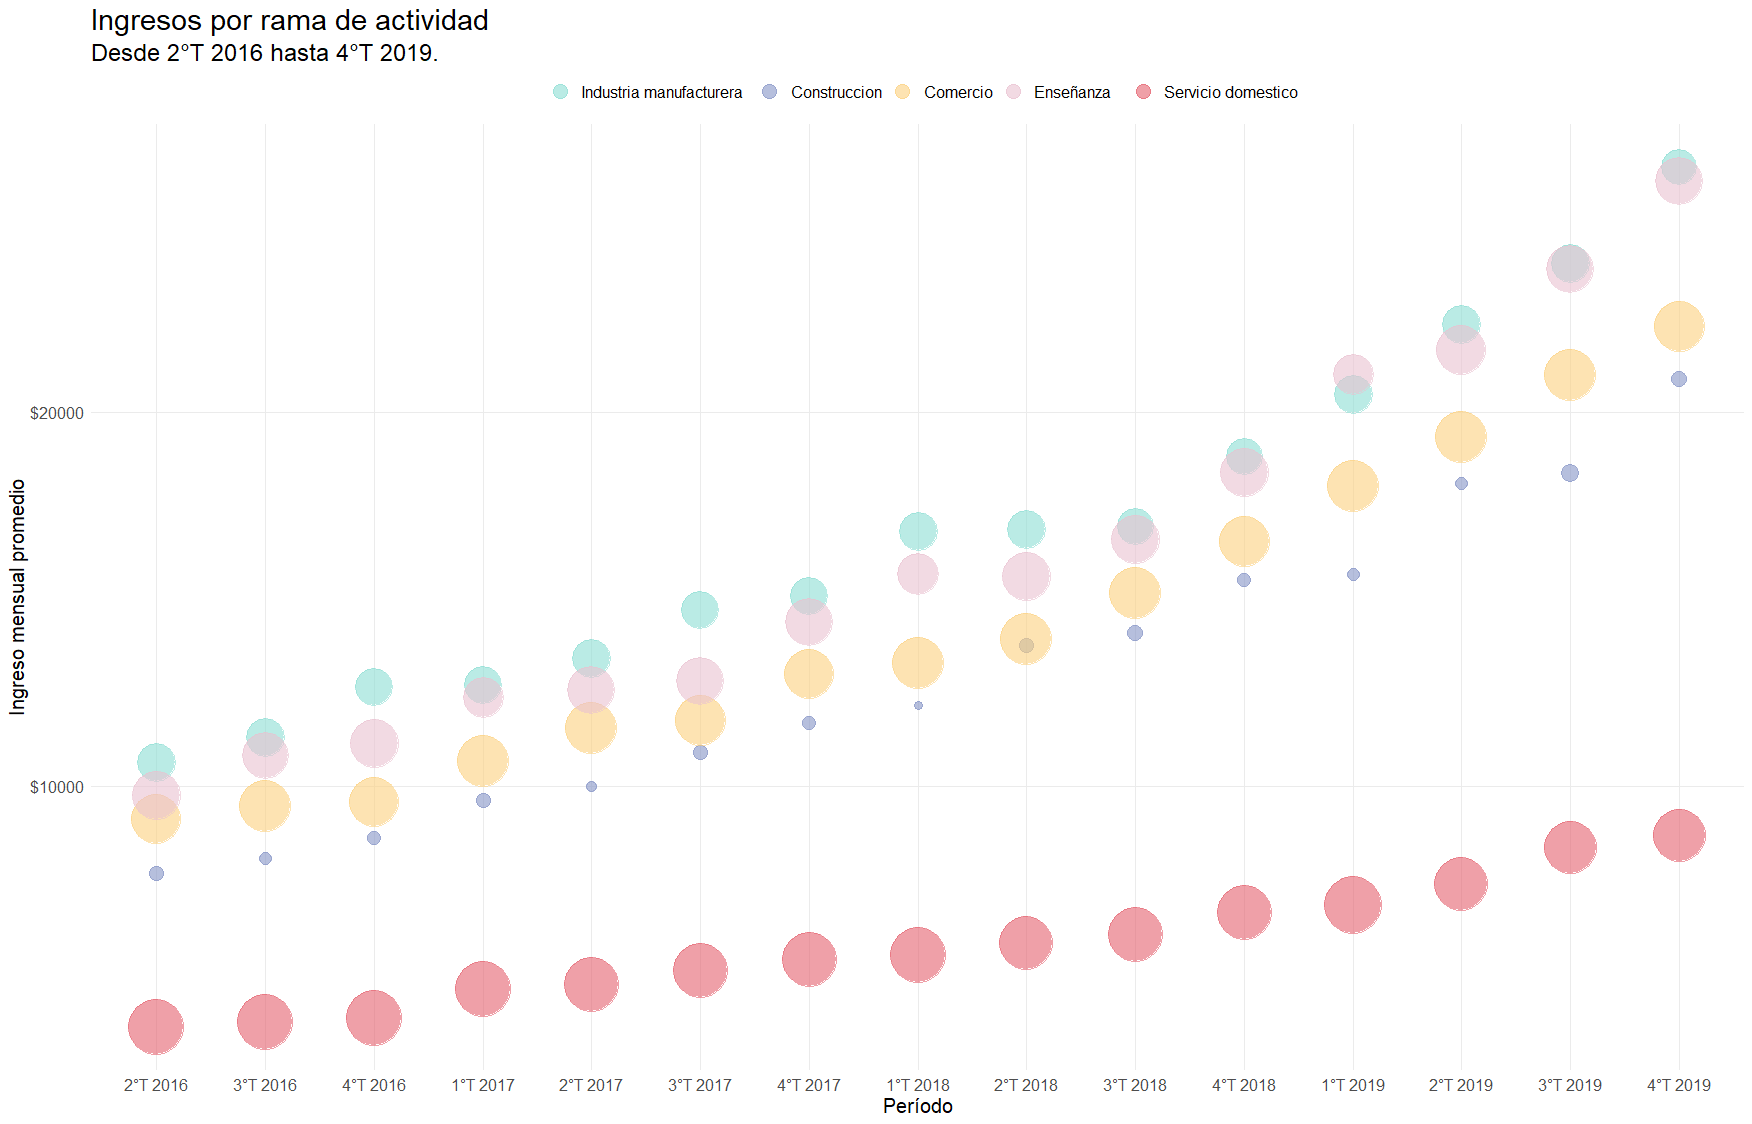 Ingresos por rama de actividad
Desde 2°T 2016 hasta 4°T 2019.
Industria manufacturera Construccion Comercio Enseñanza Servicio domestico
Ingreso mensual promedio
$20000
$10000
2°T 2016 3°T 2016 4°T 2016 1°T 2017 2°T 2017 3°T 2017 4°T 2017 1°T 2018 2°T 2018 3°T 2018 4°T 2018 1°T 2019 2°T 2019 3°T 2019 4°T 2019
Período